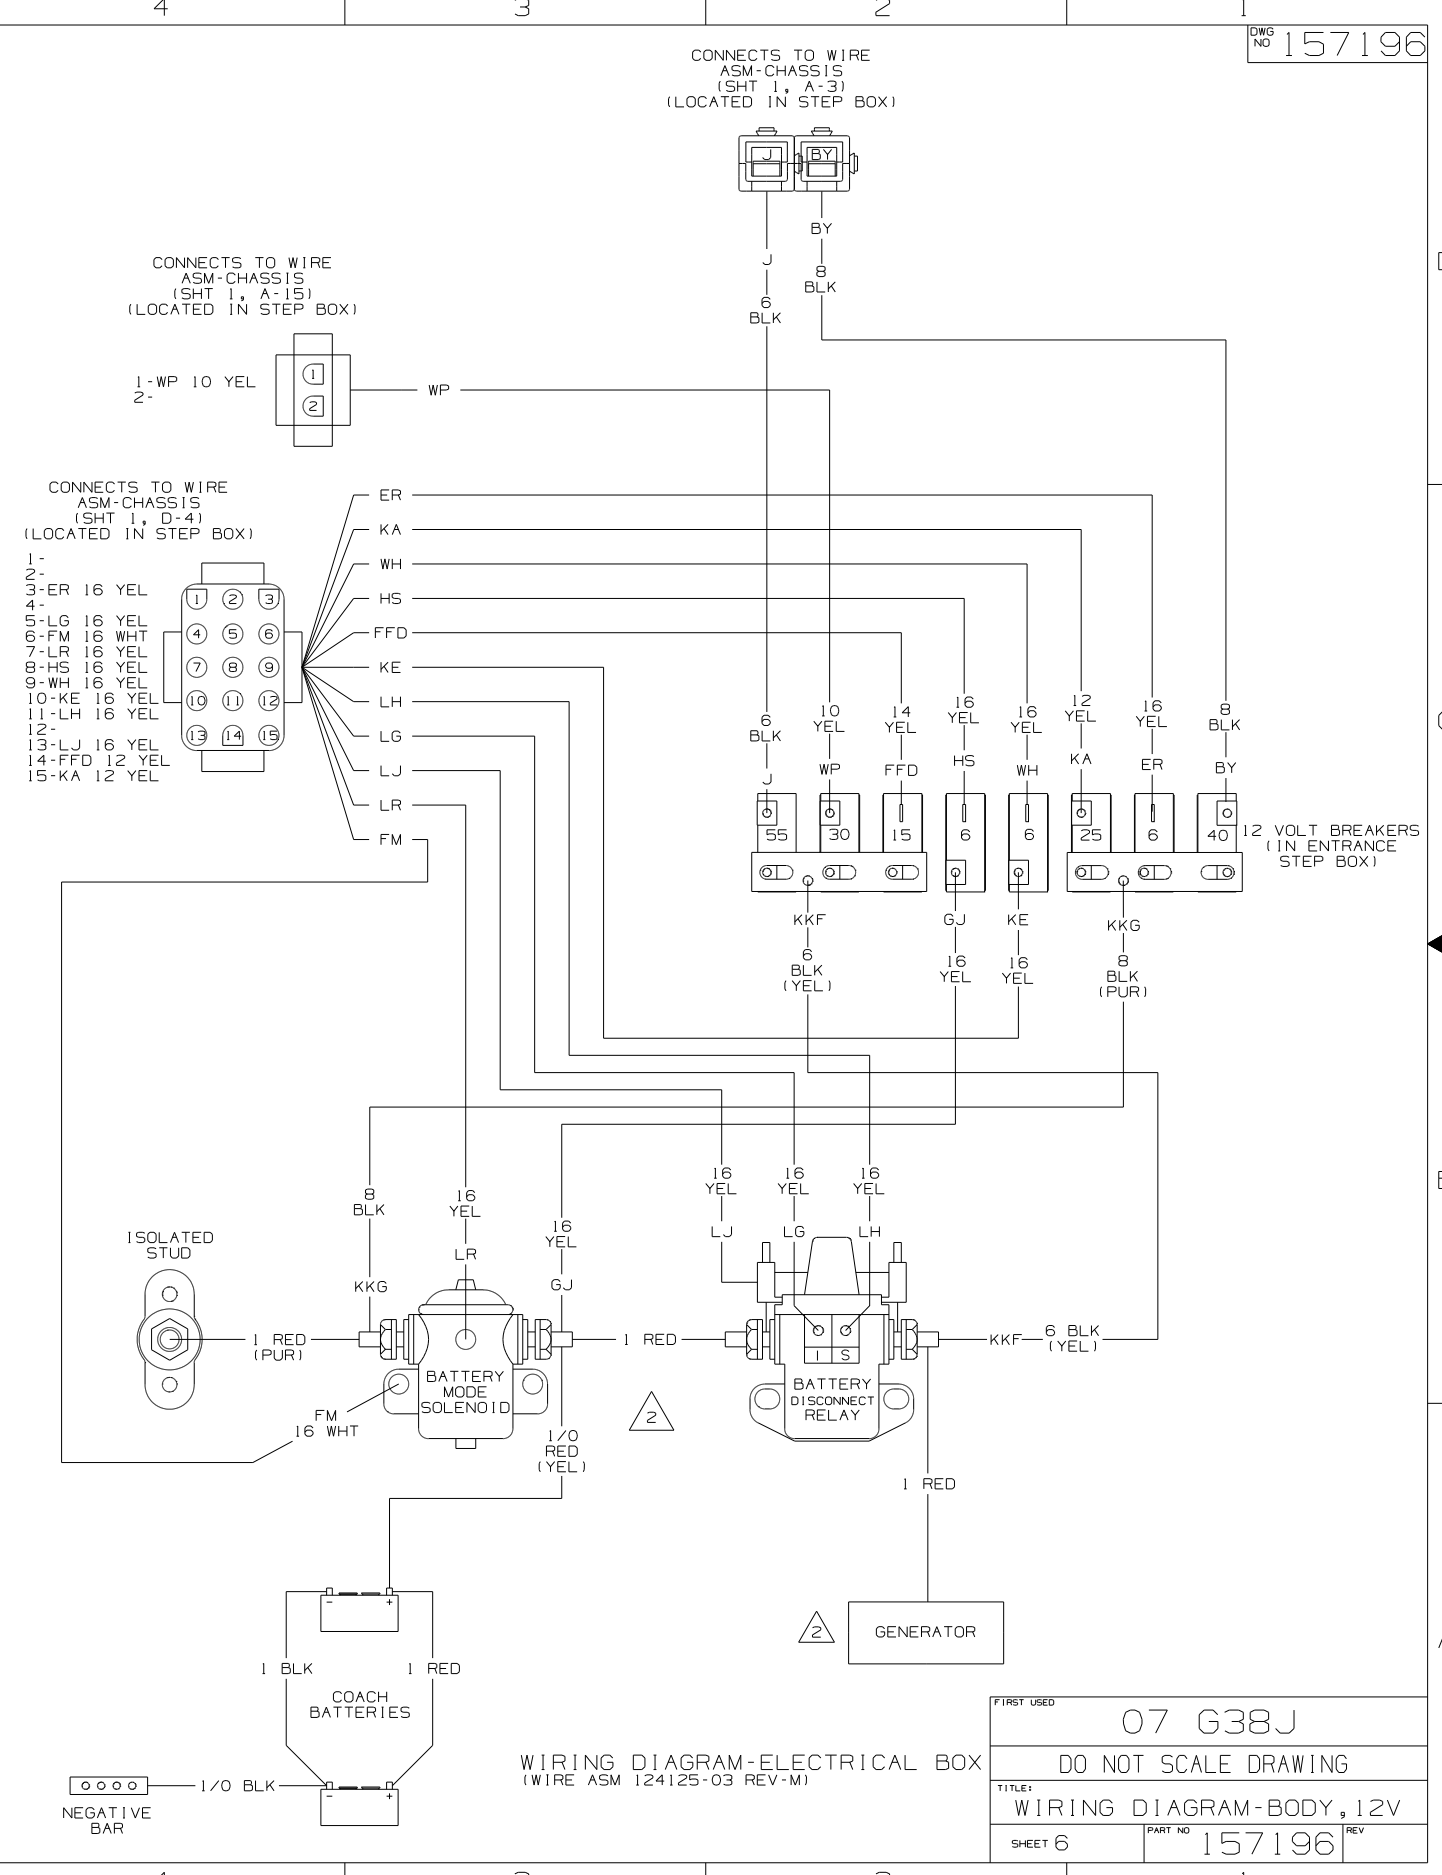 4 3 2 1
DWG
NO 157196
CONNECTS TO WIRE
ASM-CHASSIS
(SHT 1, A-3)
(LOCATED IN STEP BOX)
J BY
BY
J
8
BLK
6
BLK
CONNECTS TO WIRE
ASM-CHASSIS
(SHT 1, A-15)
(LOCATED IN STEP BOX)
1-WP 10 YEL
2-
1
2
WP
CONNECTS TO WIRE
ASM-CHASSIS
(SHT 1, D-4)
(LOCATED IN STEP BOX)
1-
2-
3-ER 16 YEL
4-
5-LG 16 YEL
6-FM 16 WHT
7-LR 16 YEL
8-HS 16 YEL
9-WH 16 YEL
10-KE 16 YEL
11-LH 16 YEL
12-
13-LJ 16 YEL
14-FFD 12 YEL
15-KA 12 YEL
1 2 3
4 5 6
7 8 9
10 11 12
13 14 15
ER
KA
WH
HS
FFD
KE
LH
LG
LJ
LR
FM
6
BLK
J
10
YEL
WP
14
YEL
FFD
16
YEL
HS
16
YEL
WH
12
YEL
KA
16
YEL
ER
8
BLK
BY
55 30 15 6 6 25 6 40
12 VOLT BREAKERS
(IN ENTRANCE
STEP BOX)
KKF
6
BLK
(YEL)
GJ
16
YEL
KE
16
YEL
KKG
8
BLK
(PUR)
8
BLK
KKG
16
YEL
LR
16
YEL
GJ
16
YEL
LJ
16
YEL
LG
16
YEL
LH
ISOLATED
STUD
1 RED
(PUR)
1 RED
KKF 6 BLK
(YEL)
I S
BATTERY
MODE
SOLENOID
BATTERY
DISCONNECT
RELAY
FM
16 WHT
2
1/0
RED
(YEL)
1 RED
2
GENERATOR
- +
1 BLK
1 RED
COACH
BATTERIES
1/0 BLK
- +
NEGATIVE
BAR
WIRING DIAGRAM-ELECTRICAL BOX
(WIRE ASM 124125-03 REV-M)
FIRST USED
07 G38J
DO NOT SCALE DRAWING
TITLE:
WIRING DIAGRAM-BODY, 12V
SHEET 6
PART NO 157196
REV